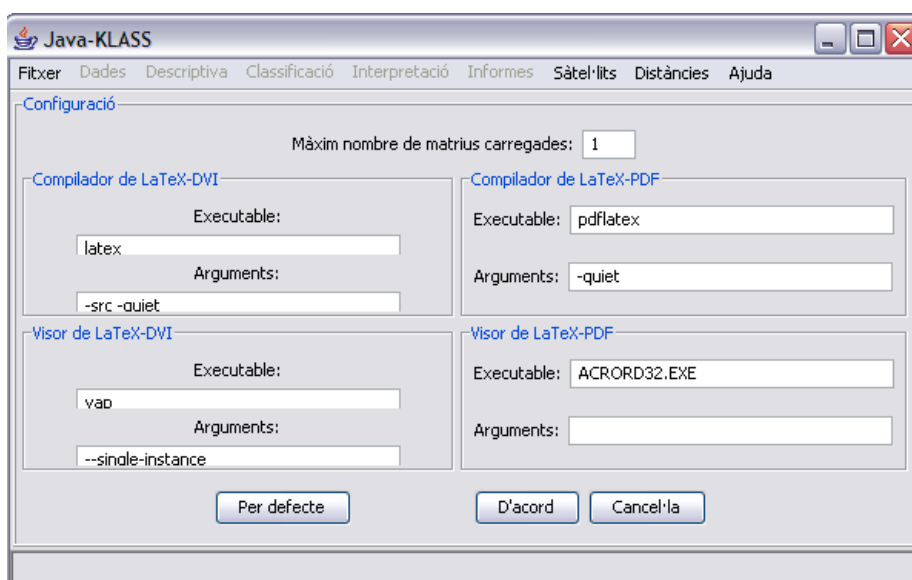 Java-KLASS
Fitxer Dades Descriptiva Classificació Interpretació Informes Sàtel·lits Distàncies Ajuda
Configuració
Màxim nombre de matrius carregades: 1
Compilador de LaTeX-DVI
Executable:
latex
Arguments:
-src -quiet
Compilador de LaTeX-PDF
Executable: pdflatex
Arguments: -quiet
Visor de LaTeX-DVI
Executable:
yap
Arguments:
--single-instance
Visor de LaTeX-PDF
Executable: ACRORD32.EXE
Arguments:
Per defecte D'acord Cancel·la